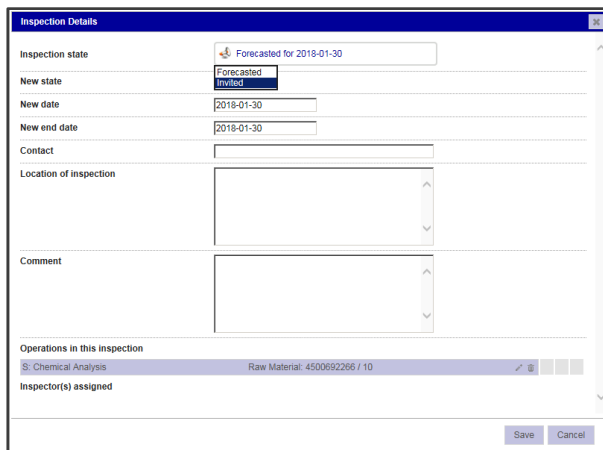 Inspection Details
Inspection state Forecasted for 2018-01-30
Forecasted
New state Invited
New date 2018-01-30
New end date 2018-01-30
Contact
Location of inspection
Comment
Operations in this inspection
S: Chemical Analysis Raw Material: 4500692266 / 10
Inspector(s) assigned
Save Cancel